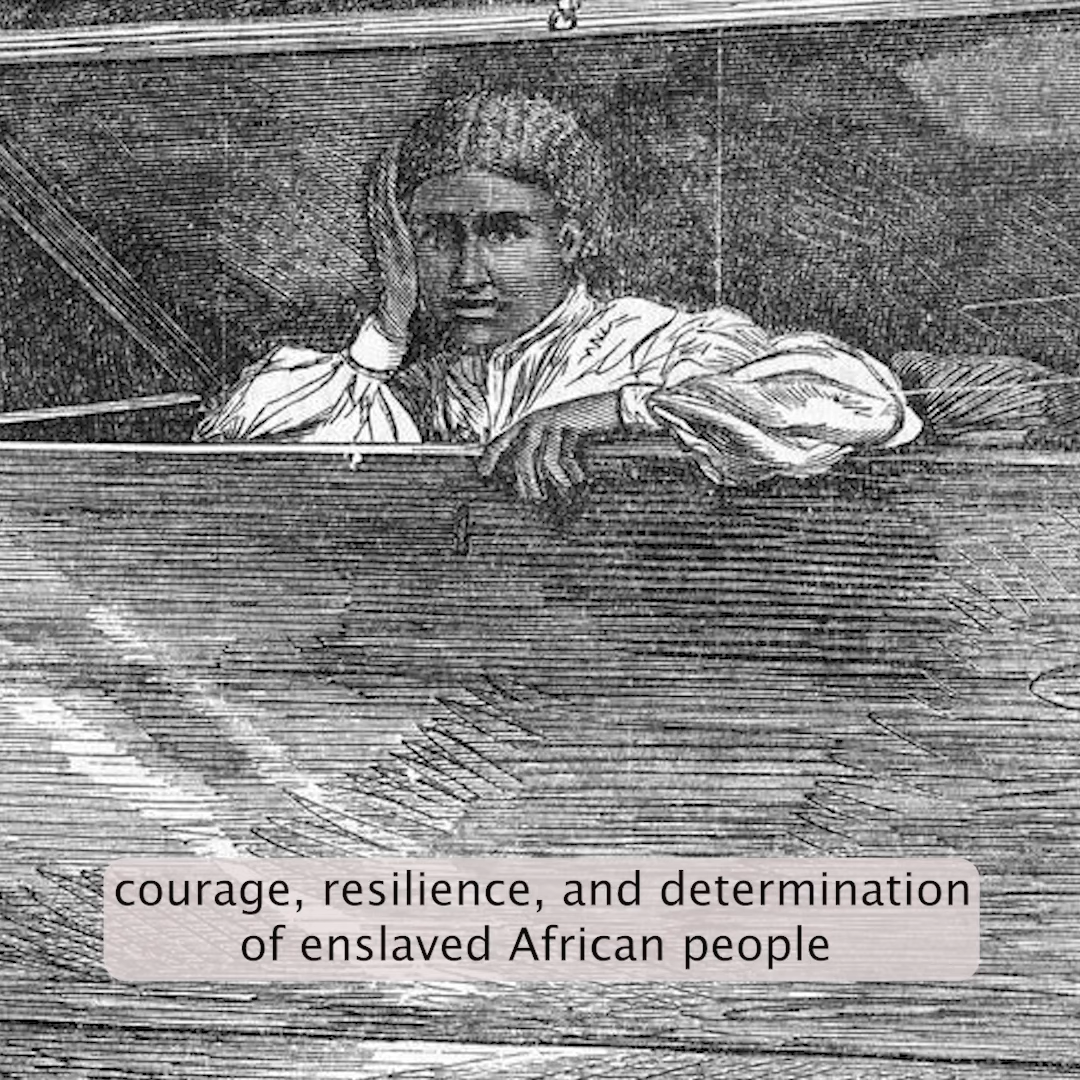 courage, resilience, and determination
of enslaved African people